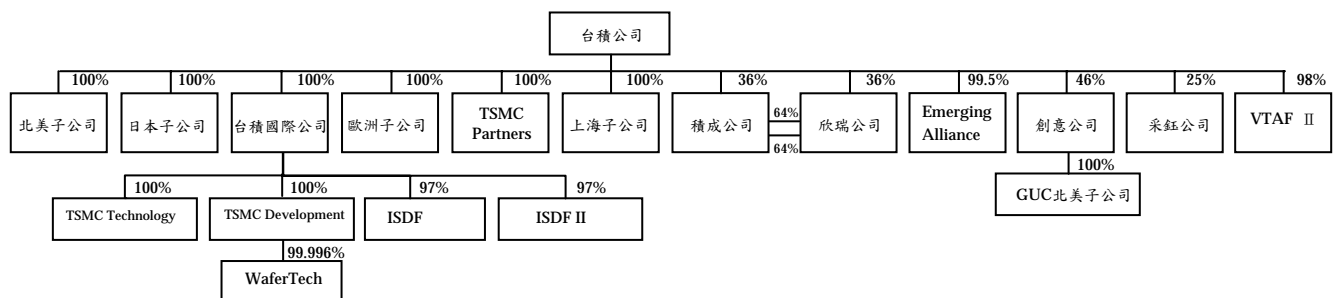 台積公司
100% 100% 100% 100% 100% 100% 36% 36% 99.5% 46% 25% 98%
北美子公司 日本子公司 台積國際公司 歐洲子公司 TSMC Partners 上海子公司 積成公司 64% 64% 欣瑞公司 Emerging Alliance 創意公司 采鈺公司 VTAF II
100% 100% 97% 97% 100%
TSMC Technology TSMC Development ISDF ISDF II GUC北美子公司
99.996%
WaferTech